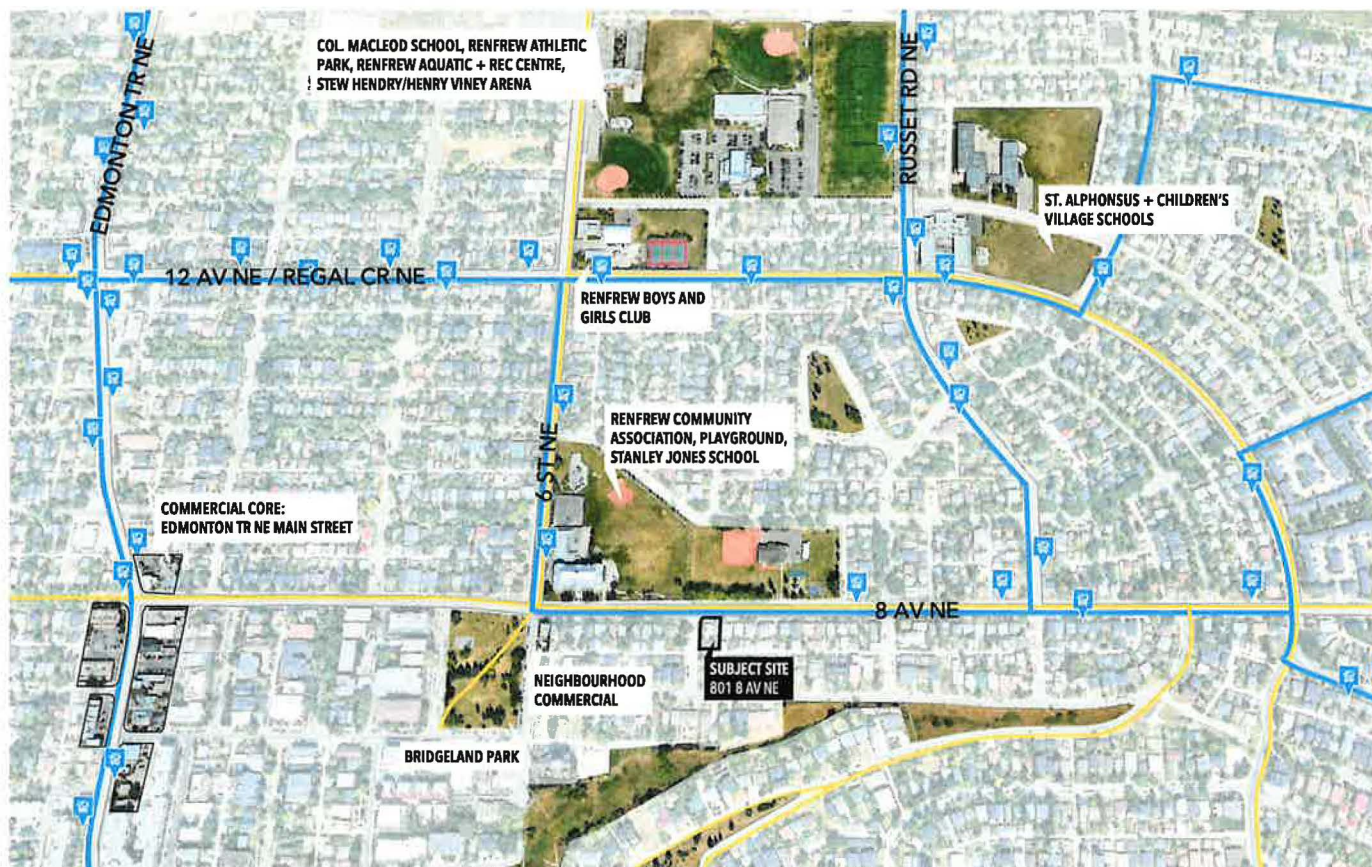 EDMONTON TR NE
COL. MACLEOD SCHOOL, RENFREW ATHLETIC
PARK, RENFREW AQUATIC + REC CENTRE,
STEW HENDRY/HENRY VINEY ARENA
RUSSET RD NE
ST. ALPHONSUS + CHILDREN'S
VILLAGE SCHOOLS
12 AV NE / REGAL CR NE
RENFREW BOYS AND
GIRLS CLUB
6 ST NE
RENFREW COMMUNITY
ASSOCIATION, PLAYGROUND,
STANLEY JONES SCHOOL
COMMERCIAL CORE:
EDMONTON TR NE MAIN STREET
8 AV NE
SUBJECT SITE
801 8 AV NE
NEIGHBOURHOOD
COMMERCIAL
BRIDGELAND PARK